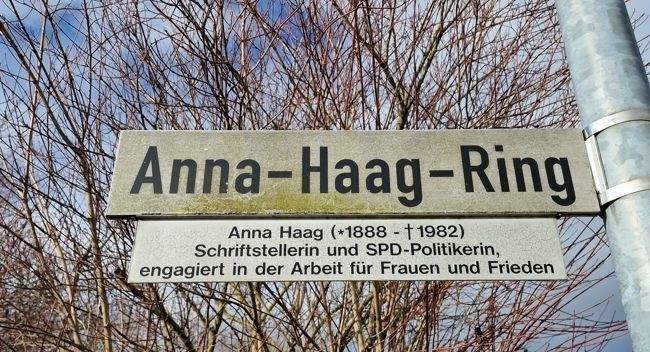 Anna-Haag-Ring
Anna Haag (*1888 - †1982)
Schriftstellerin und SPD-Politikerin,
engagiert in der Arbeit für Frauen und Frieden